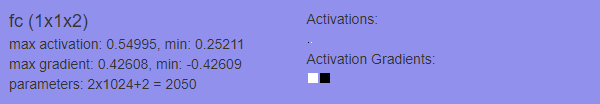 fc (1x1x2)
max activation: 0.54995, min: 0.25211
max gradient: 0.42608, min: -0.42609
parameters: 2x1024+2 = 2050
Activations:
.
Activation Gradients: